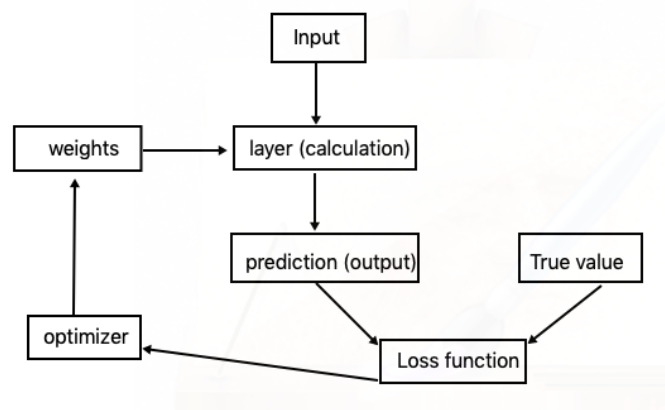 Input
weights
layer (calculation)
prediction (output)
True value
optimizer
Loss function